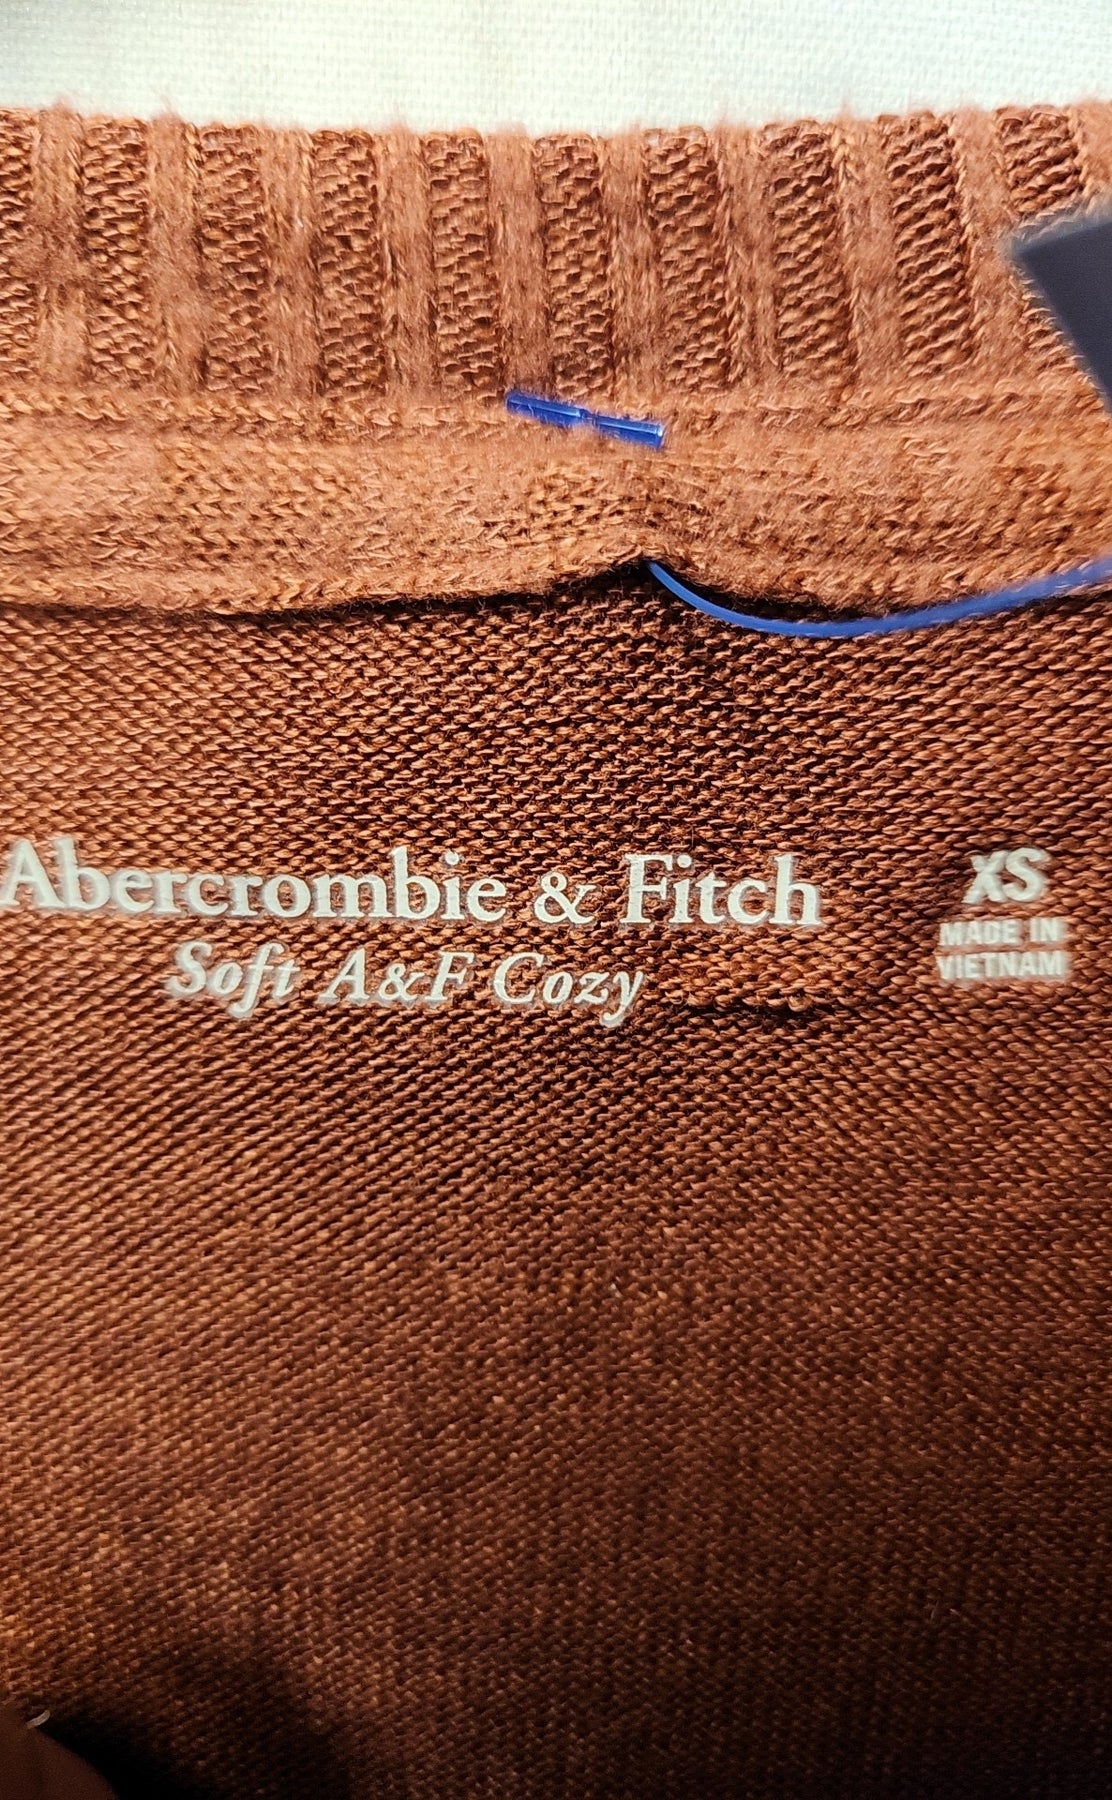 Abercrombie & Fitch
Soft A&F Cozy
XS
MADE IN
VIETNAM